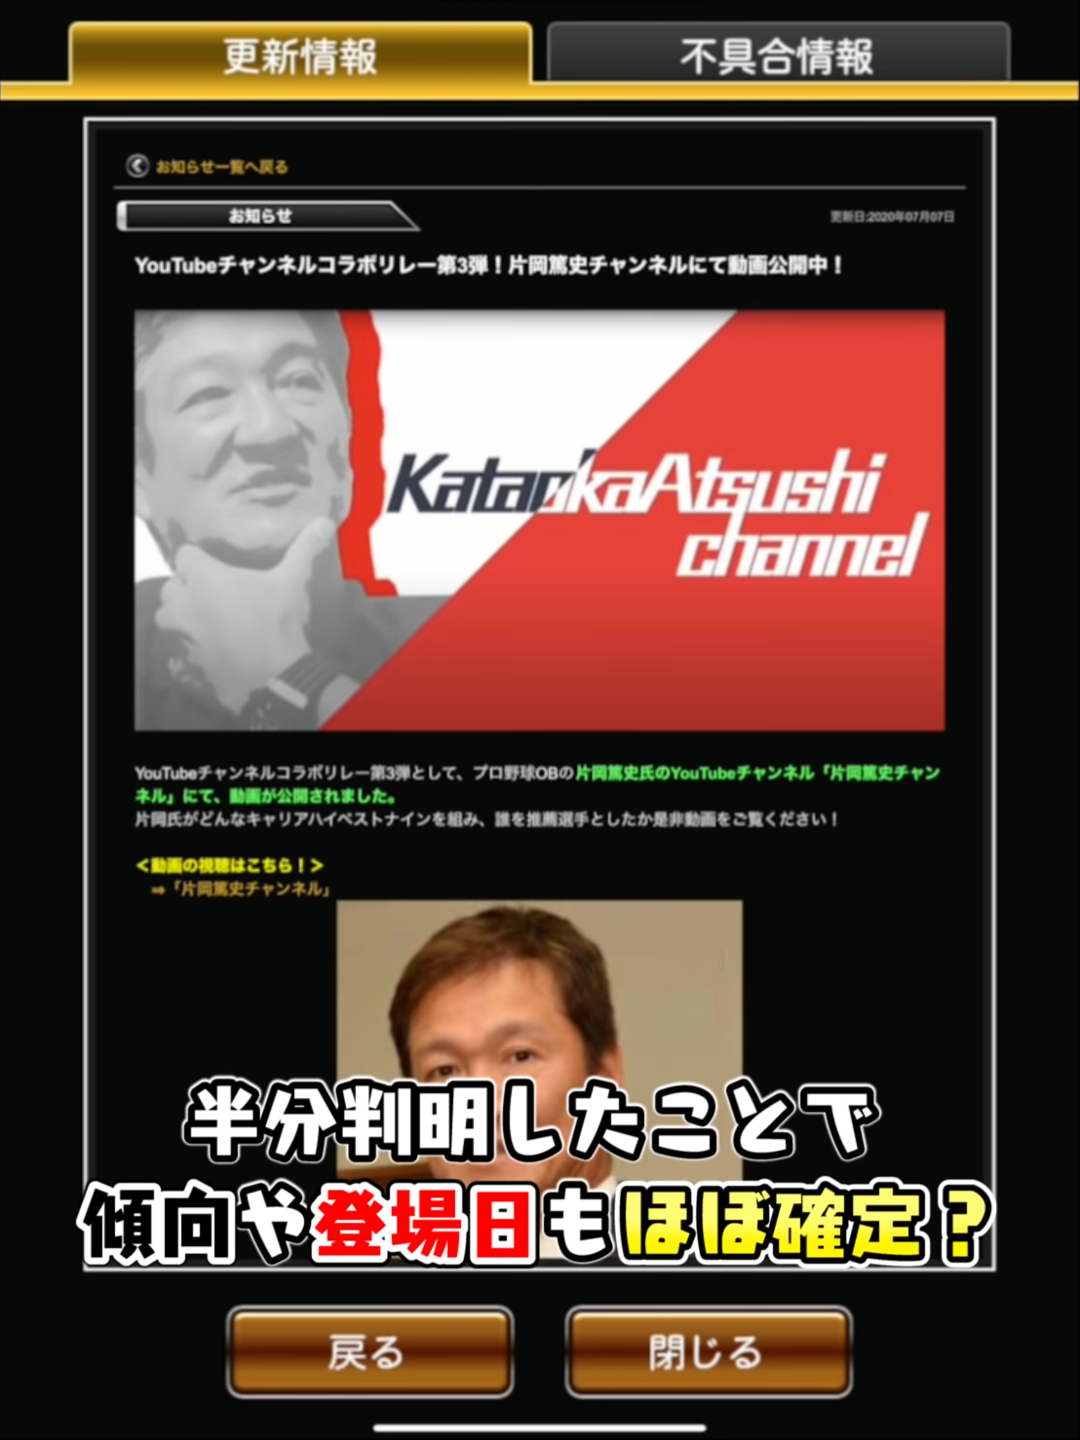 更新情報
不具合情報
お知らせ一覧へ戻る
お知らせ
更新日:2020年07月07日
YouTubeチャンネルコラボリレー第3弾！片岡篤史チャンネルにて動画公開中！
KataokaAtsushi
channel
YouTubeチャンネルコラボリレー第3弾として、プロ野球OBの片岡篤史氏のYouTubeチャンネル「片岡篤史チャン
ネル」にて、動画が公開されました。
片岡氏がどんなキャリアハイベストナインを組み、誰を推薦選手としたか是非動画をご覧ください！
＜動画の視聴はこちら！＞
⇒「片岡篤史チャンネル」
半分判明したことで
傾向や登場日もほぼ確定？
戻る
閉じる